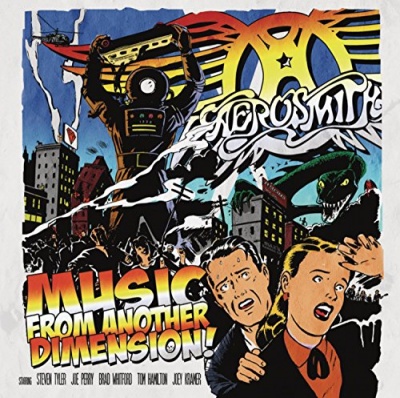 AEROSMITH
MUSIC
FROM ANOTHER
DIMENSION!
STARRING STEVEN TYLER JOE PERRY BRAD WHITFORD TOM HAMILTON JOEY KRAMER